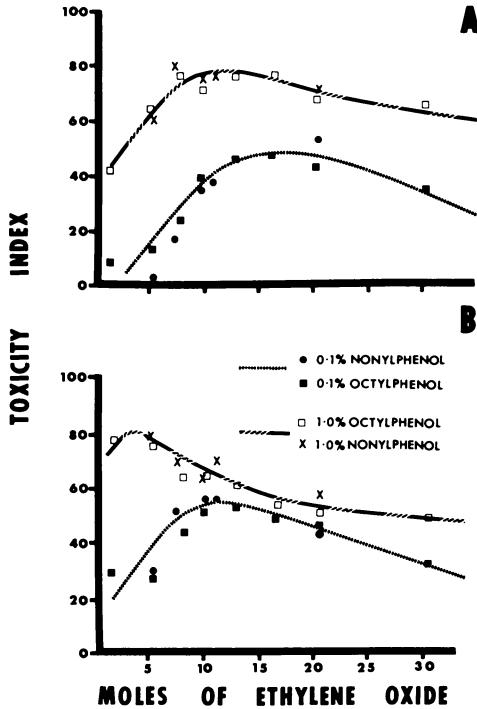 A
100
80
60
40
20
0
INDEX
TOXICITY
B
0·1% NONYLPHENOL
0·1% OCTYLPHENOL
1·0% OCTYLPHENOL
1·0% NONYLPHENOL
100
80
60
40
20
0
5 10 15 20 25 30
MOLES OF ETHYLENE OXIDE